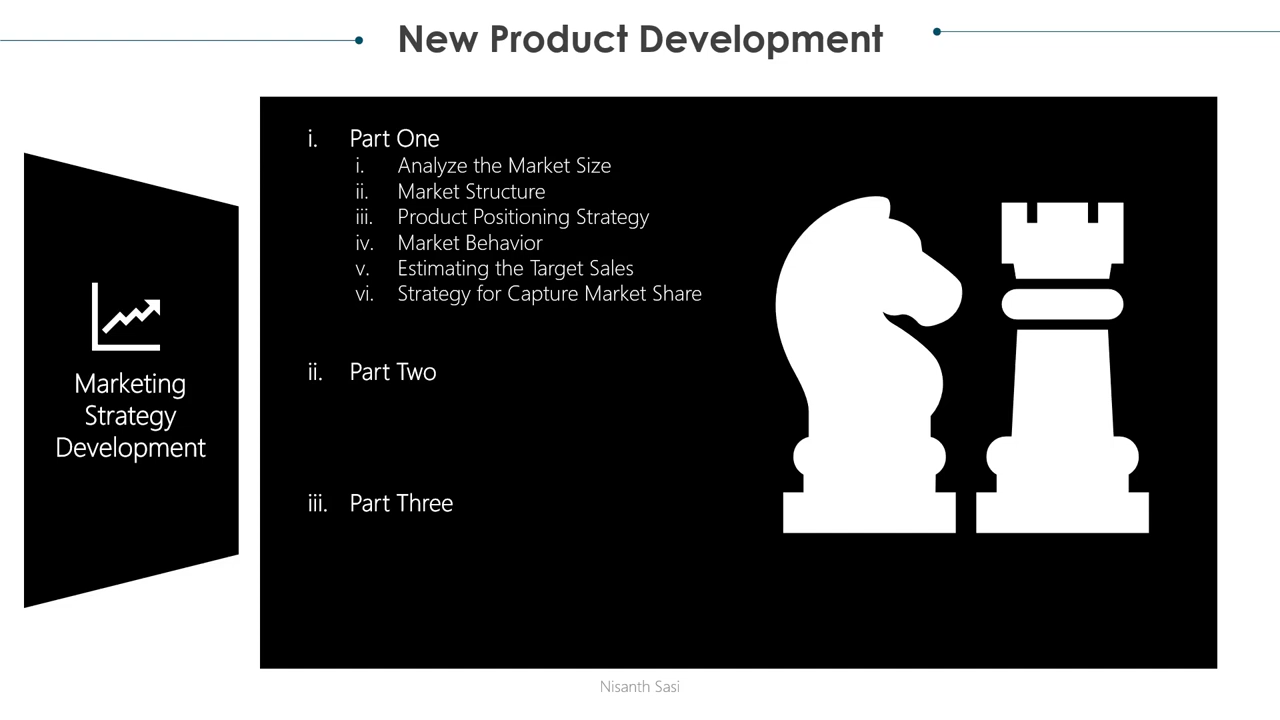 New Product Development
Marketing
Strategy
Development
i. Part One
i. Analyze the Market Size
ii. Market Structure
iii. Product Positioning Strategy
iv. Market Behavior
v. Estimating the Target Sales
vi. Strategy for Capture Market Share
ii. Part Two
iii. Part Three
Nisanth Sasi